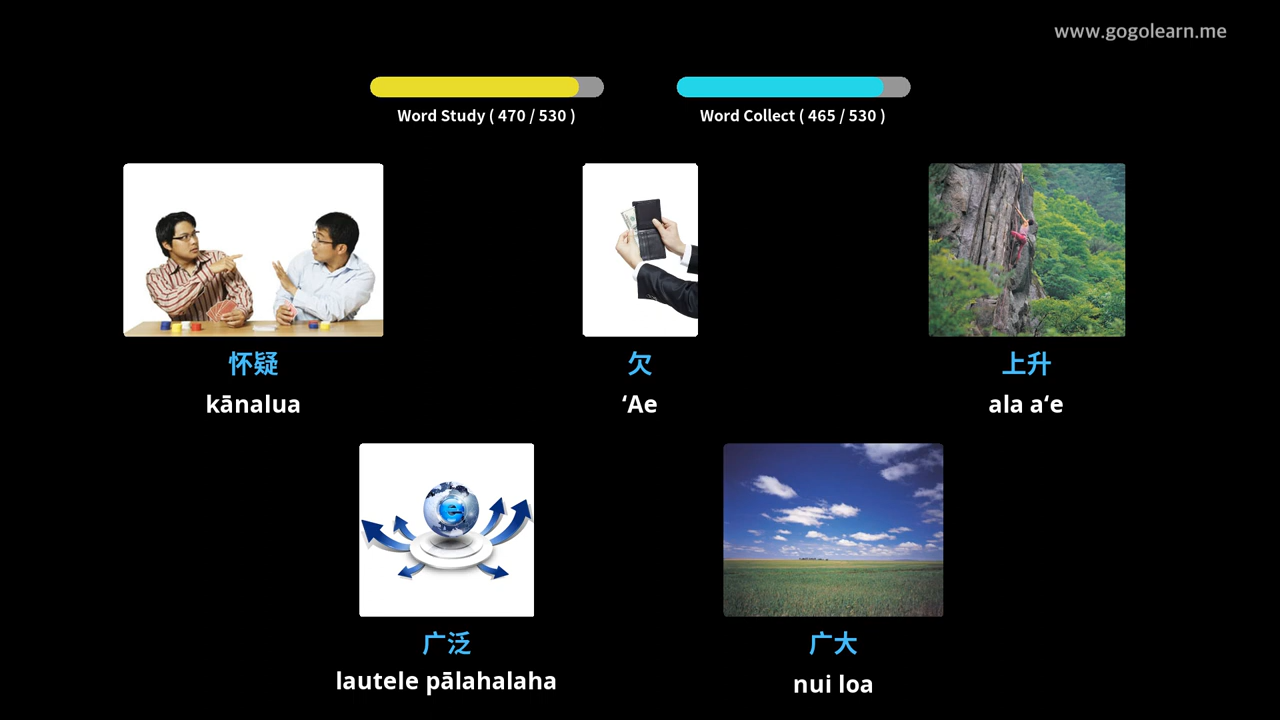 www.gogolearn.me
Word Study ( 470 / 530 )
Word Collect ( 465 / 530 )
怀疑
kānalua
欠
ʻAe
上升
ala aʻe
e
广泛
lautele pālahalaha
广大
nui loa